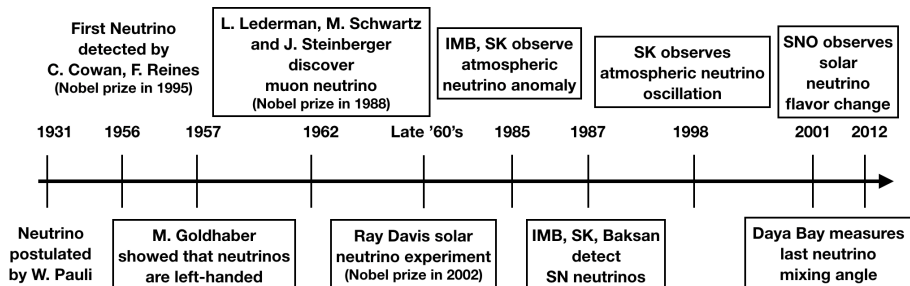 First Neutrino
detected by
C. Cowan, F. Reines
(Nobel prize in 1995)
L. Lederman, M. Schwartz
and J. Steinberger
discover
muon neutrino
(Nobel prize in 1988)
IMB, SK observe
atmospheric
neutrino anomaly
SK observes
atmospheric neutrino
oscillation
SNO observes
solar
neutrino
flavor change
1931 1956 1957 1962 Late '60's 1985 1987 1998 2001 2012
Neutrino
postulated
by W. Pauli
M. Goldhaber
showed that neutrinos
are left-handed
Ray Davis solar
neutrino experiment
(Nobel prize in 2002)
IMB, SK, Baksan
detect
SN neutrinos
Daya Bay measures
last neutrino
mixing angle